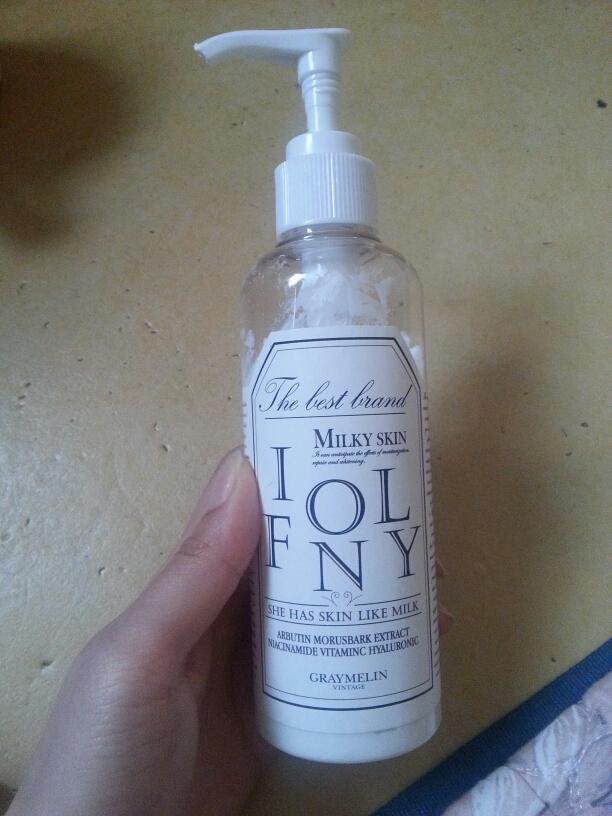 The best brand
MILKY SKIN
It can anticipate the effects of moisturization,
repair and whitening.
I OL
F NY
SHE HAS SKIN LIKE MILK
ARBUTIN MORUSBARK EXTRACT
NIACINAMIDE VITAMINC HYALURONIC
GRAYMELIN
VINTAGE